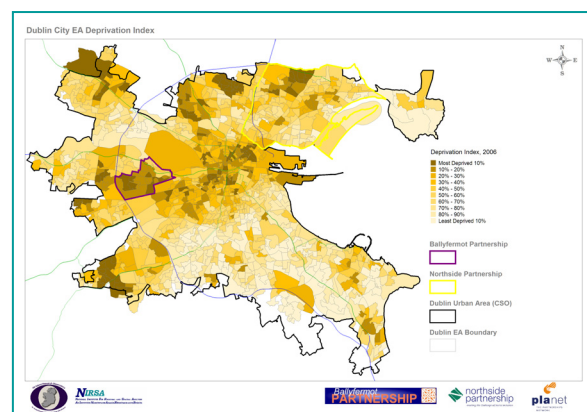 Dublin City EA Deprivation Index
N
W
E
S
Deprivation Index, 2006
Most Deprived 10%
10% - 20%
20% - 30%
30% - 40%
40% - 50%
50% - 60%
60% - 70%
70% - 80%
80% - 90%
Least Deprived 10%
Ballyfermot Partnership
Northside Partnership
Dublin Urban Area (CSO)
Dublin EA Boundary
NIRSA
Ballyfermot
PARTNERSHIP
northside
partnership
planet